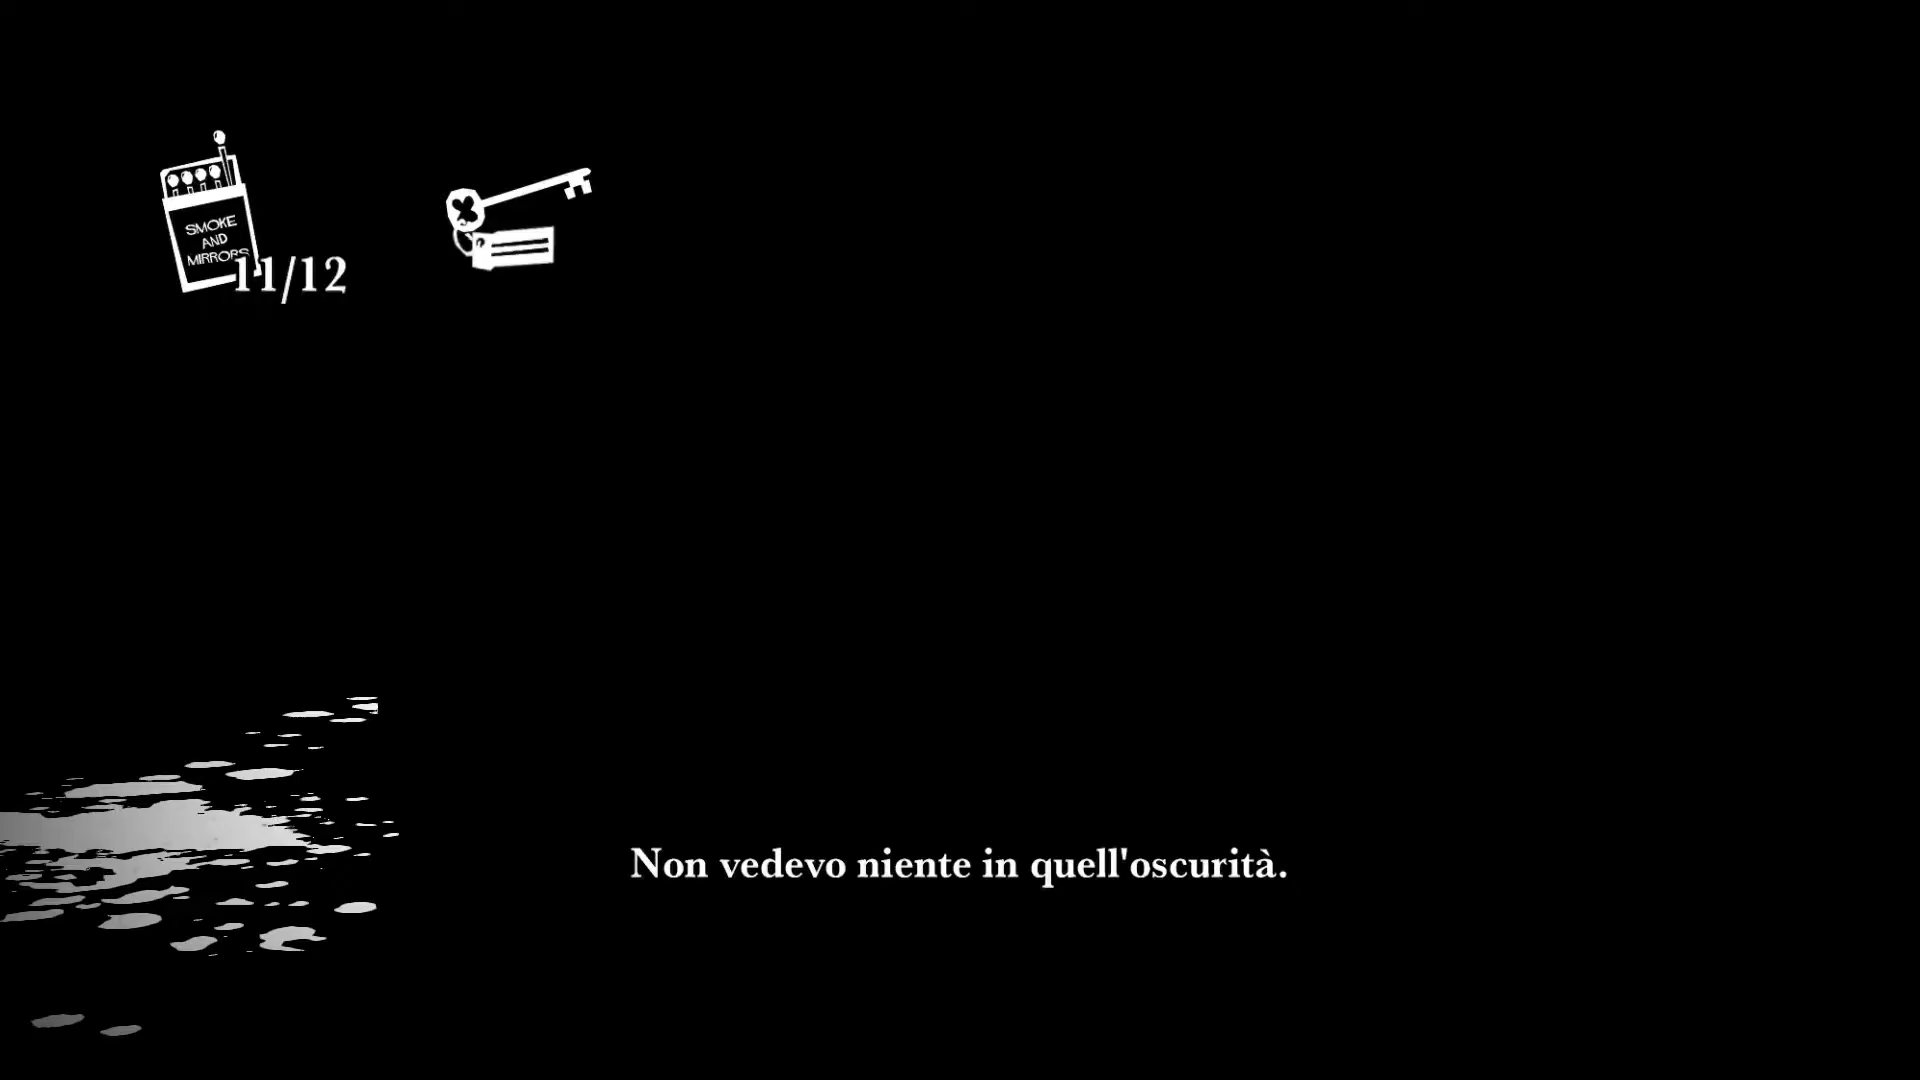 SMOKE
AND
MIRRORS
11/12
Non vedevo niente in quell'oscurità.